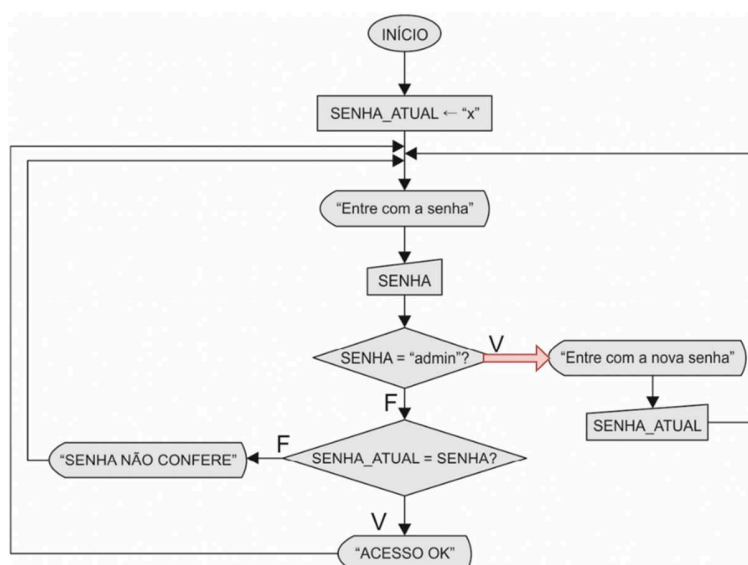 INÍCIO
SENHA_ATUAL ← “x”
“Entre com a senha”
SENHA
SENHA = “admin”?
V
“Entre com a nova senha”
F
SENHA_ATUAL
SENHA_ATUAL = SENHA?
F
“SENHA NÃO CONFERE”
V
“ACESSO OK”